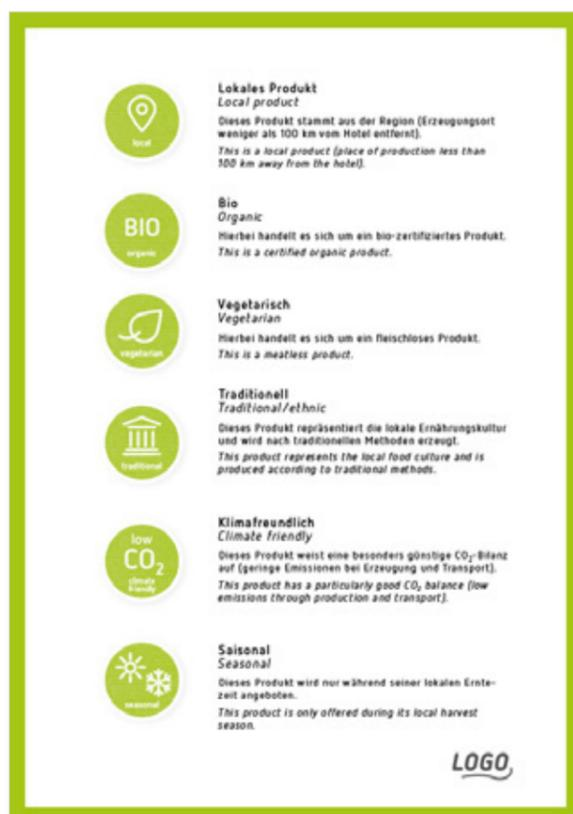 local
Lokales Produkt
Local product
Dieses Produkt stammt aus der Region (Erzeugungsort
weniger als 100 km vom Hotel entfernt).
This is a local product (place of production less than
100 km away from the hotel).
BIO
organic
Bio
Organic
Hierbei handelt es sich um ein bio-zertifiziertes Produkt.
This is a certified organic product.
vegetarian
Vegetarisch
Vegetarian
Hierbei handelt es sich um ein fleischloses Produkt.
This is a meatless product.
traditional
Traditionell
Traditional/ethnic
Dieses Produkt repräsentiert die lokale Ernährungskultur
und wird nach traditionellen Methoden erzeugt.
This product represents the local food culture and is
produced according to traditional methods.
low
CO₂
climate
friendly
Klimafreundlich
Climate friendly
Dieses Produkt weist eine besonders günstige CO₂-Bilanz
auf (geringe Emissionen bei Erzeugung und Transport).
This product has a particularly good CO₂ balance (low
emissions through production and transport).
seasonal
Saisonal
Seasonal
Dieses Produkt wird nur während seiner lokalen Ernte-
zeit angeboten.
This product is only offered during its local harvest
season.
LOGO